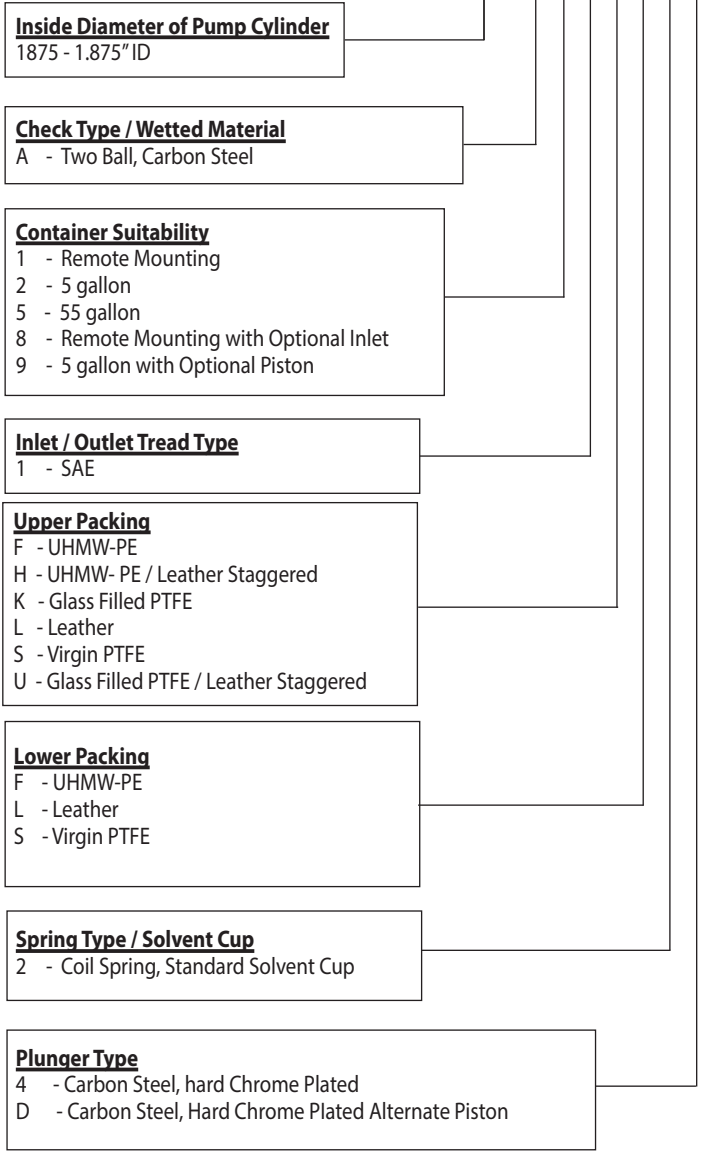 Inside Diameter of Pump Cylinder
1875 - 1.875” ID
Check Type / Wetted Material
A - Two Ball, Carbon Steel
Container Suitability
1 - Remote Mounting
2 - 5 gallon
5 - 55 gallon
8 - Remote Mounting with Optional Inlet
9 - 5 gallon with Optional Piston
Inlet / Outlet Tread Type
1 - SAE
Upper Packing
F - UHMW-PE
H - UHMW- PE / Leather Staggered
K - Glass Filled PTFE
L - Leather
S - Virgin PTFE
U - Glass Filled PTFE / Leather Staggered
Lower Packing
F - UHMW-PE
L - Leather
S - Virgin PTFE
Spring Type / Solvent Cup
2 - Coil Spring, Standard Solvent Cup
Plunger Type
4 - Carbon Steel, hard Chrome Plated
D - Carbon Steel, Hard Chrome Plated Alternate Piston